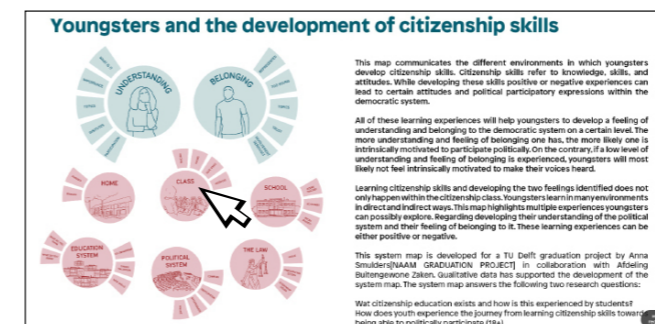 Youngsters and the development of citizenship skills
UNDERSTANDING
BELONGING
HOME
CLASS
SCHOOL
EDUCATION
SYSTEM
POLITICAL
SYSTEM
THE LAW
This map communicates the different environments in which youngsters
develop citizenship skills. Citizenship skills refer to knowledge, skills, and
attitudes. While developing these skills positive or negative experiences can
lead to certain attitudes and political participatory expressions within the
democratic system.
All of these learning experiences will help youngsters to develop a feeling of
understanding and belonging to the democratic system on a certain level. The
more understanding and feeling of belonging one has, the more likely one is
intrinsically motivated to participate politically. On the contrary, if a low level of
understanding and feeling of belonging is experienced, youngsters will most
likely not feel intrinsically motivated to make their voices heard.
Learning citizenship skills and developing the two feelings identified does not
only happen within the citizenship class. Youngsters learn in many environments
in direct and indirect ways. This map highlights multiple experiences youngsters
can possibly explore. Regarding developing their understanding of the political
system and their feeling of belonging to it. These learning experiences can be
either positive or negative.
This system map is developed for a TU Delft graduation project by Anna
Smulders[NAAM GRADUATION PROJECT] in collaboration with Afdeling
Buitengewone Zaken. Qualitative data has supported the development of the
system map. The system map answers the following two research questions:
Wat citizenship education exists and how is this experienced by students?
How does youth experience the journey from learning citizenship skills toward
being able to politically participate (18+)